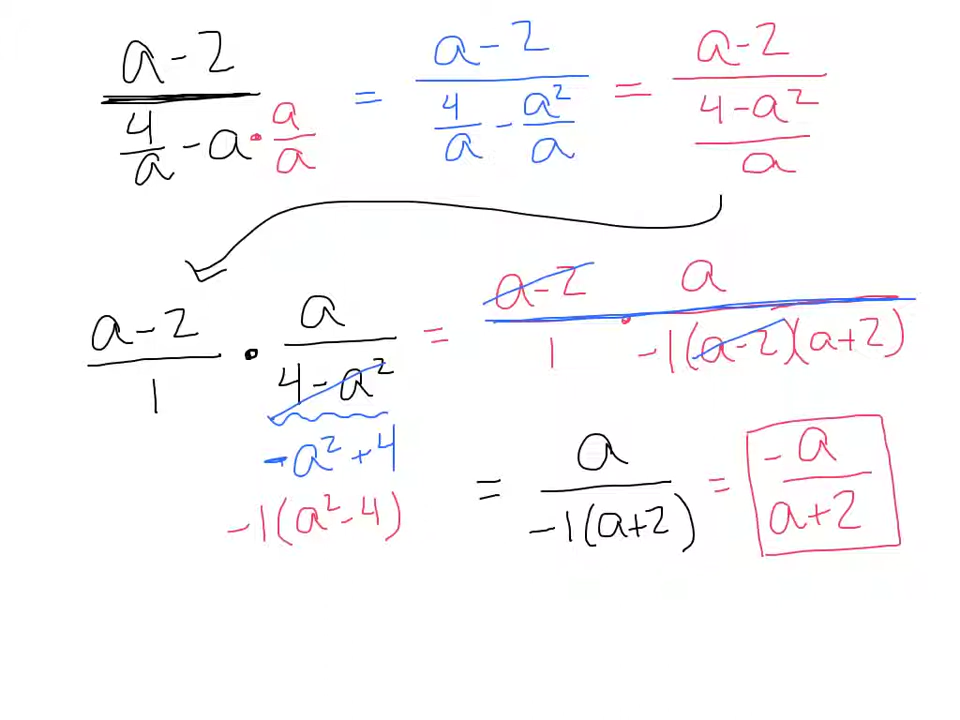 a-2 / (4/a - a · a/a) = a-2 / (4/a - a²/a) = a-2 / ((4-a²)/a)
a-2 / 1 · a / 4-a² = a-2 a / 1 · -1(a-2)(a+2)
-a²+4
-1(a²-4)
= a / -1(a+2) = -a / a+2